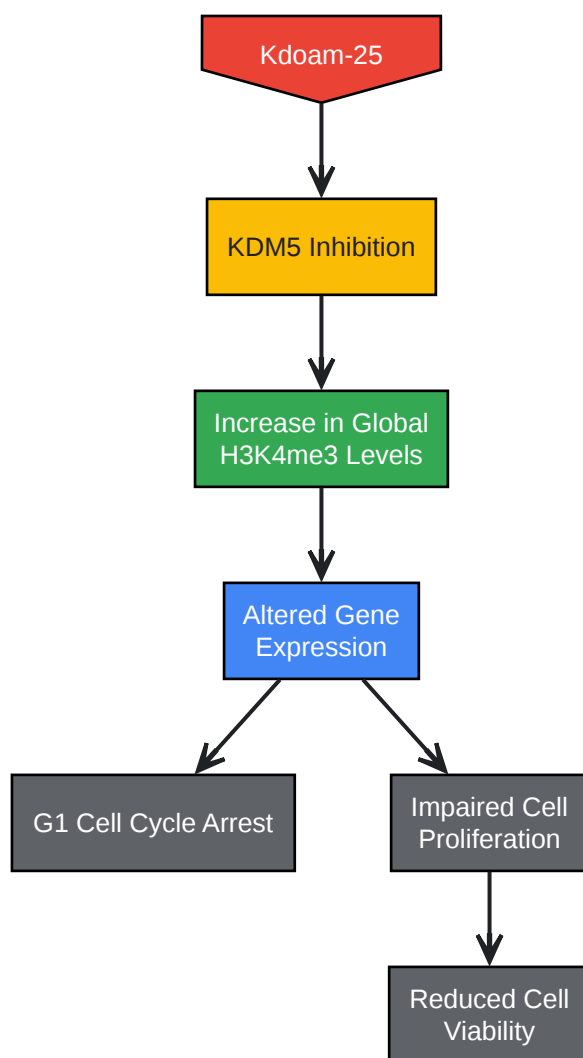 Kdoam-25
KDM5 Inhibition
Increase in Global
H3K4me3 Levels
Altered Gene
Expression
G1 Cell Cycle Arrest
Impaired Cell
Proliferation
Reduced Cell
Viability